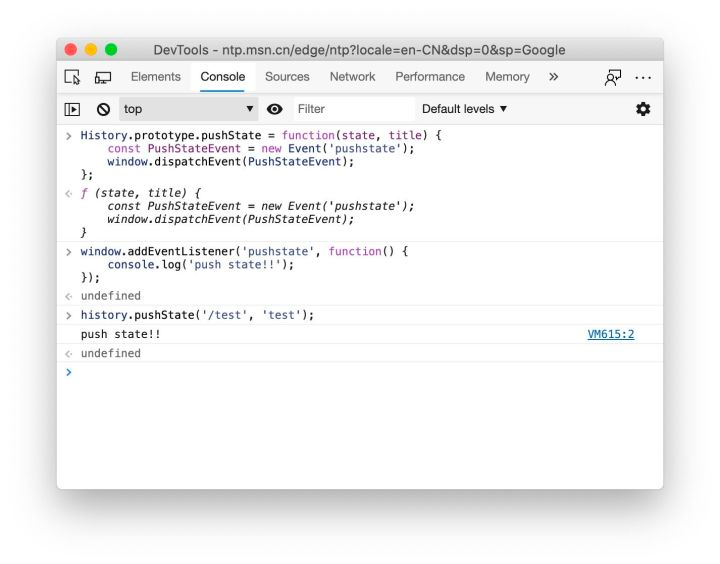 DevTools - ntp.msn.cn/edge/ntp?locale=en-CN&dsp=0&sp=Google
Elements Console Sources Network Performance Memory »
top Filter Default levels ▼
> History.prototype.pushState = function(state, title) {
const PushStateEvent = new Event('pushstate');
window.dispatchEvent(PushStateEvent);
};
ƒ (state, title) {
const PushStateEvent = new Event('pushstate');
window.dispatchEvent(PushStateEvent);
}
> window.addEventListener('pushstate', function() {
console.log('push state!!');
});
undefined
> history.pushState('/test', 'test');
push state!! VM615:2
undefined
>